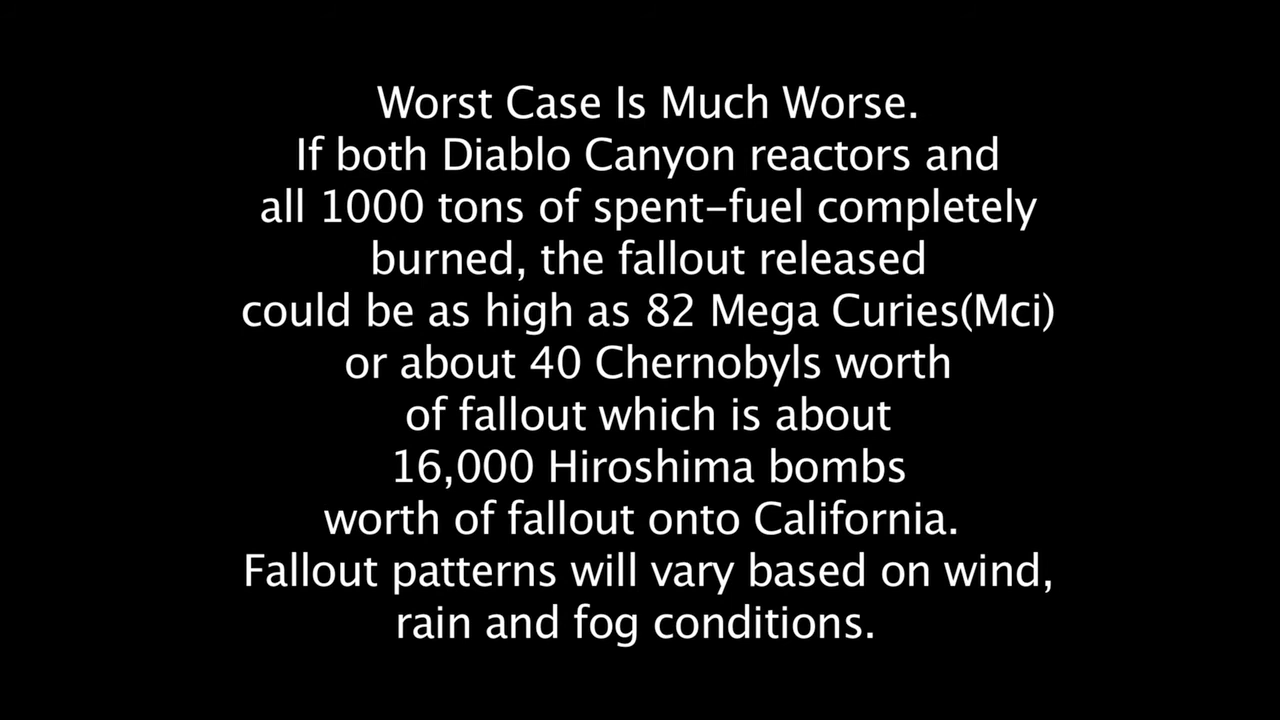 Worst Case Is Much Worse.
If both Diablo Canyon reactors and
all 1000 tons of spent-fuel completely
burned, the fallout released
could be as high as 82 Mega Curies(Mci)
or about 40 Chernobyls worth
of fallout which is about
16,000 Hiroshima bombs
worth of fallout onto California.
Fallout patterns will vary based on wind,
rain and fog conditions.